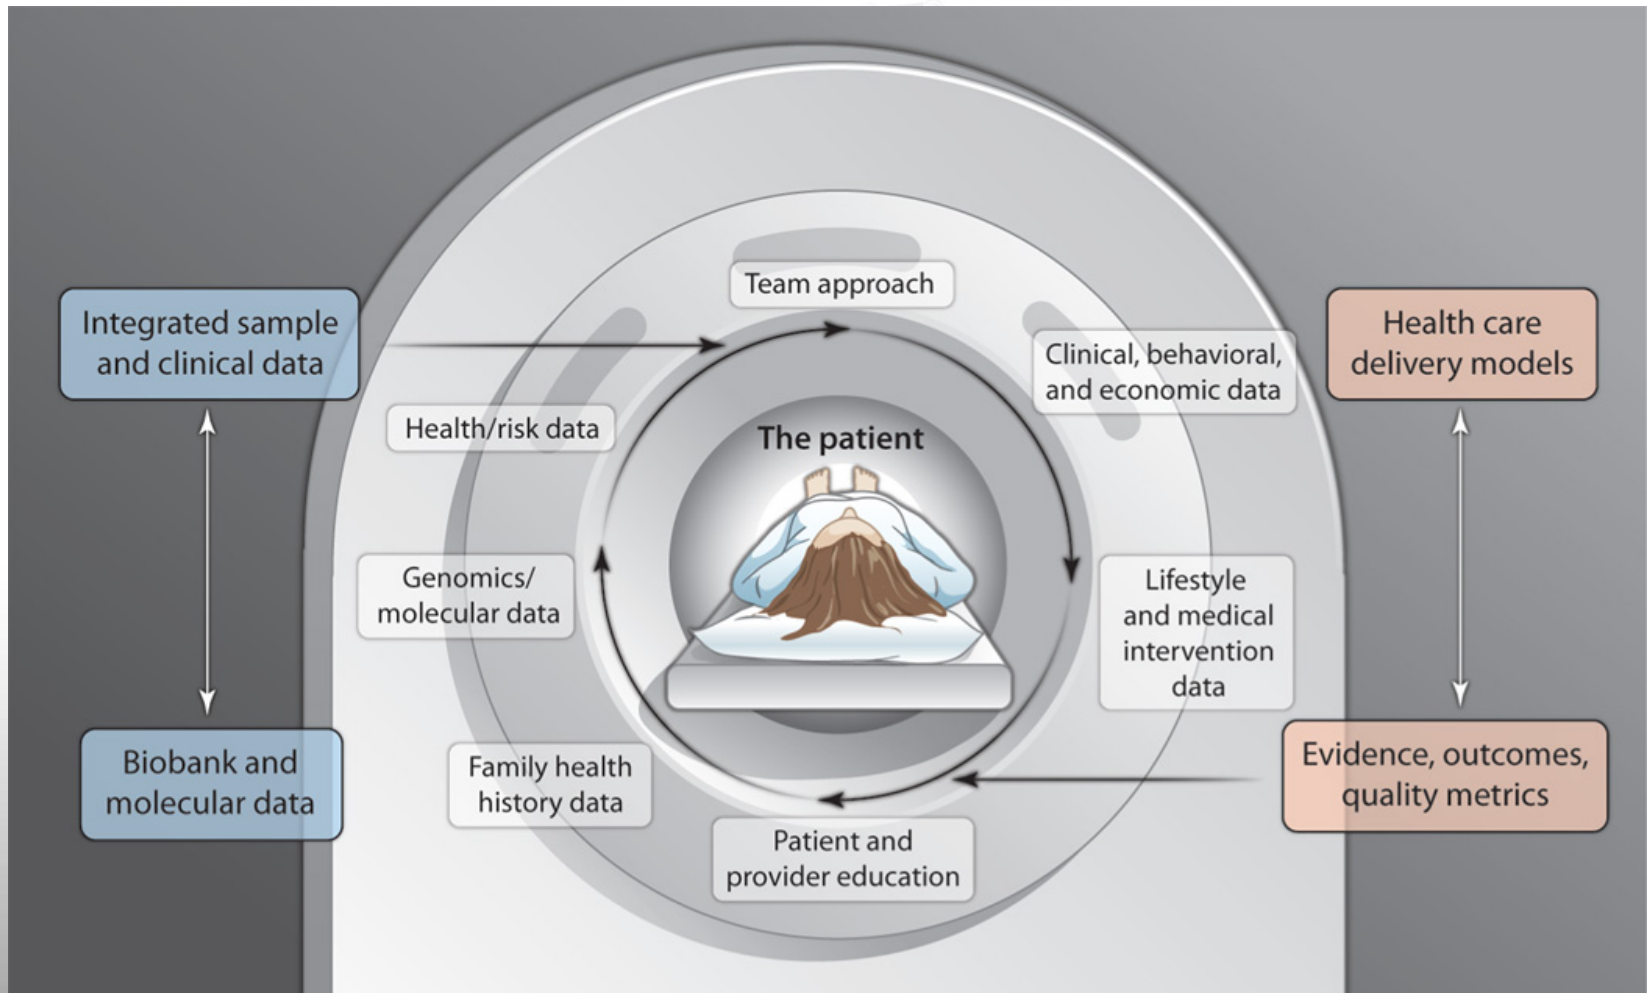 Team approach
Integrated sample
and clinical data
Health care
delivery models
Clinical, behavioral,
and economic data
Health/risk data
The patient
Genomics/
molecular data
Lifestyle
and medical
intervention
data
Biobank and
molecular data
Family health
history data
Evidence, outcomes,
quality metrics
Patient and
provider education